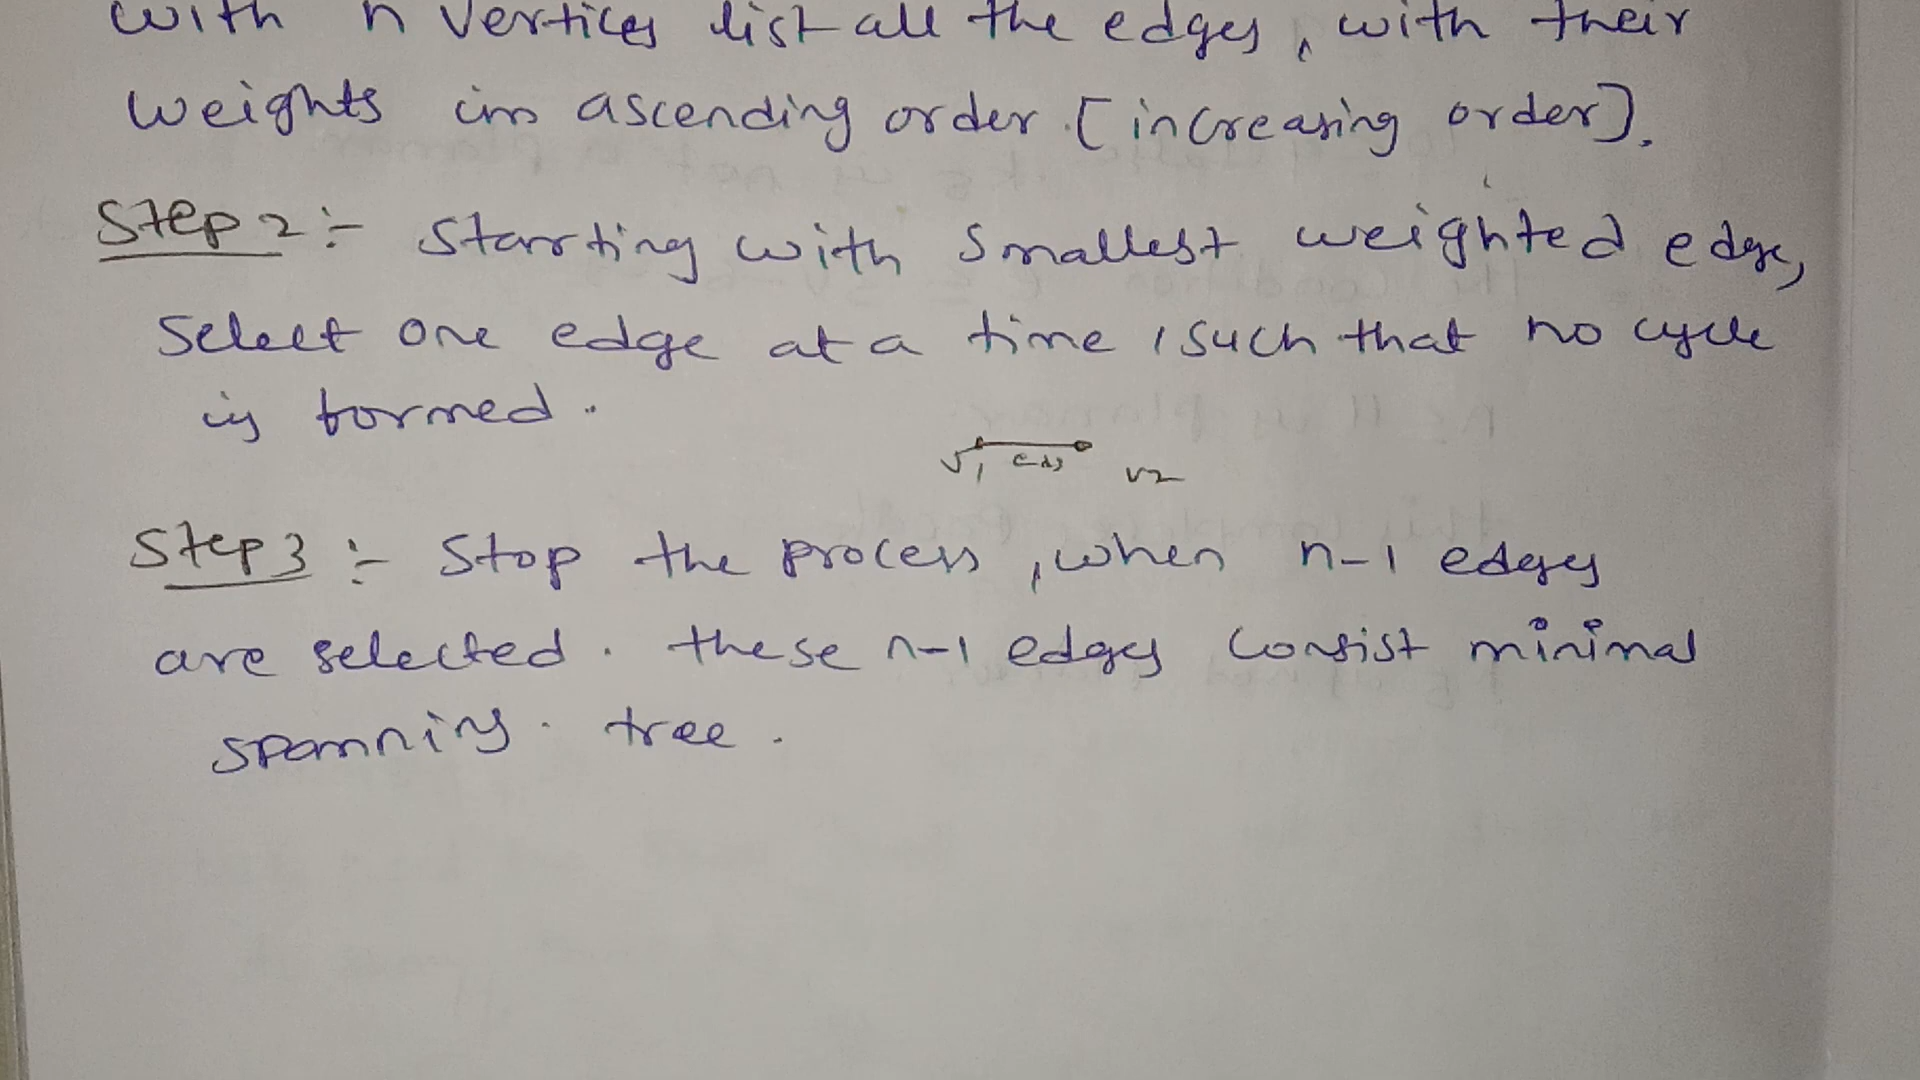 with n vertices list all the edges, with their
weights in ascending order. [increasing order].
Step 2 :- Starting with smallest weighted edge,
Select one edge at a time, such that no cycle
is formed.
v1 edg v2
Step 3 :- Stop the process, when n-1 edges
are selected. these n-1 edges consist minimal
spanning tree.